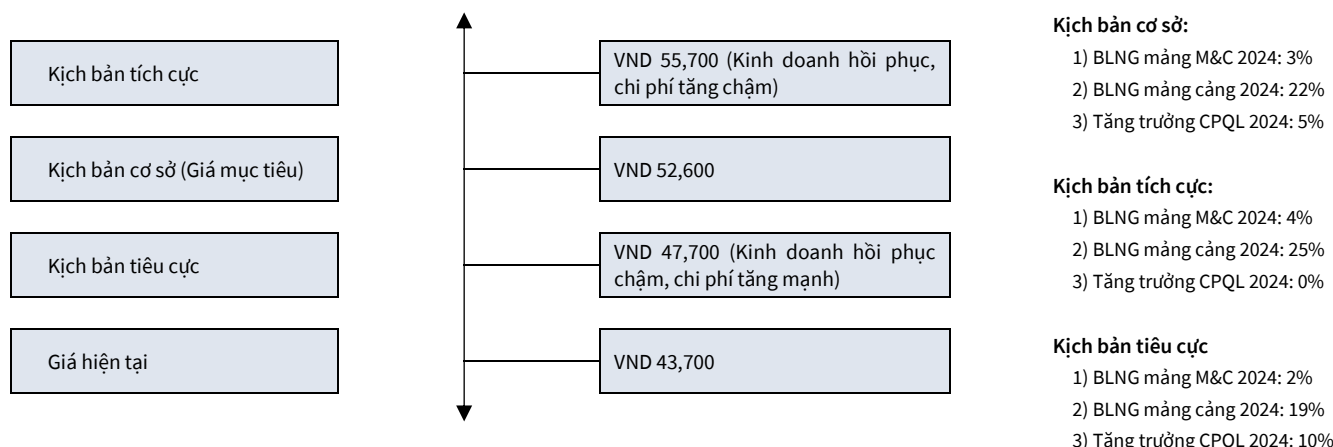 Kịch bản tích cực
VND 55,700 (Kinh doanh hồi phục,
chi phí tăng chậm)
Kịch bản cơ sở (Giá mục tiêu)
VND 52,600
Kịch bản tiêu cực
VND 47,700 (Kinh doanh hồi phục
chậm, chi phí tăng mạnh)
Giá hiện tại
VND 43,700
Kịch bản cơ sở:
1) BLNG mảng M&C 2024: 3%
2) BLNG mảng cảng 2024: 22%
3) Tăng trưởng CPQL 2024: 5%
Kịch bản tích cực:
1) BLNG mảng M&C 2024: 4%
2) BLNG mảng cảng 2024: 25%
3) Tăng trưởng CPQL 2024: 0%
Kịch bản tiêu cực
1) BLNG mảng M&C 2024: 2%
2) BLNG mảng cảng 2024: 19%
3) Tăng trưởng CPQL 2024: 10%